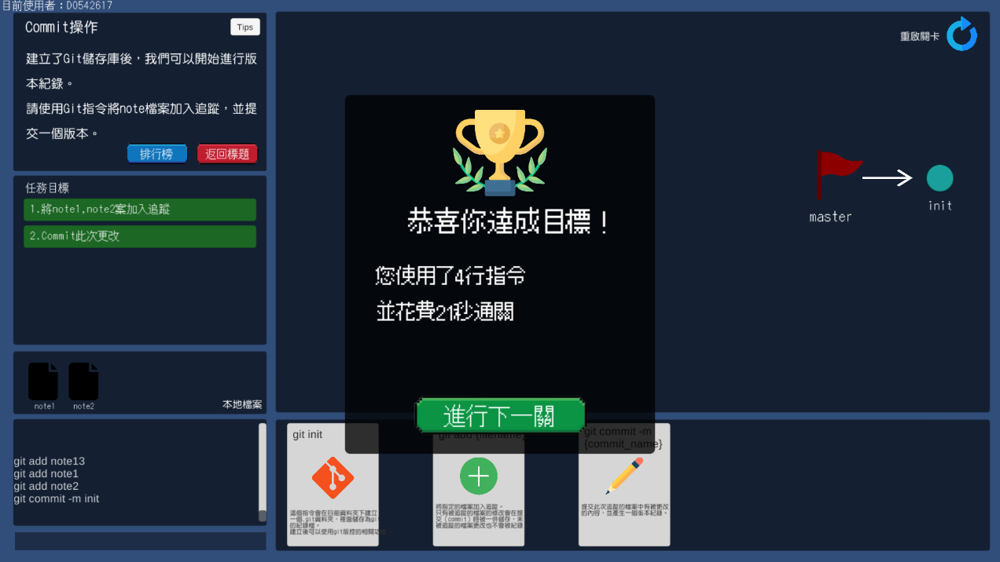 目前使用者：D0542617
Commit操作
Tips
建立了Git儲存庫後，我們可以開始進行版
本紀錄。
請使用Git指令將note檔案加入追蹤，並提
交一個版本。
排行榜
返回標題
任務目標
1.將note1,note2案加入追蹤
2.Commit此次更改
note1
note2
本地檔案
git add note13
git add note1
git add note2
git commit -m init
重啟關卡
master
init
恭喜你達成目標！
您使用了4行指令
並花費21秒通關
進行下一關
git init
這個指令會在目前資料夾下建立
一個.git資料夾，裡面儲存為git
的紀錄檔。
建立後可以使用git版控的相關功
git add {filename}
將指定的檔案加入追蹤。
只有被追蹤的檔案的修改會在提
交（commit）時被一併儲存，未
被追蹤的檔案更改也不會被紀錄
git commit -m
{commit_name}
提交此次追蹤的檔案中有被更改
的內容，並產生一個版本紀錄。